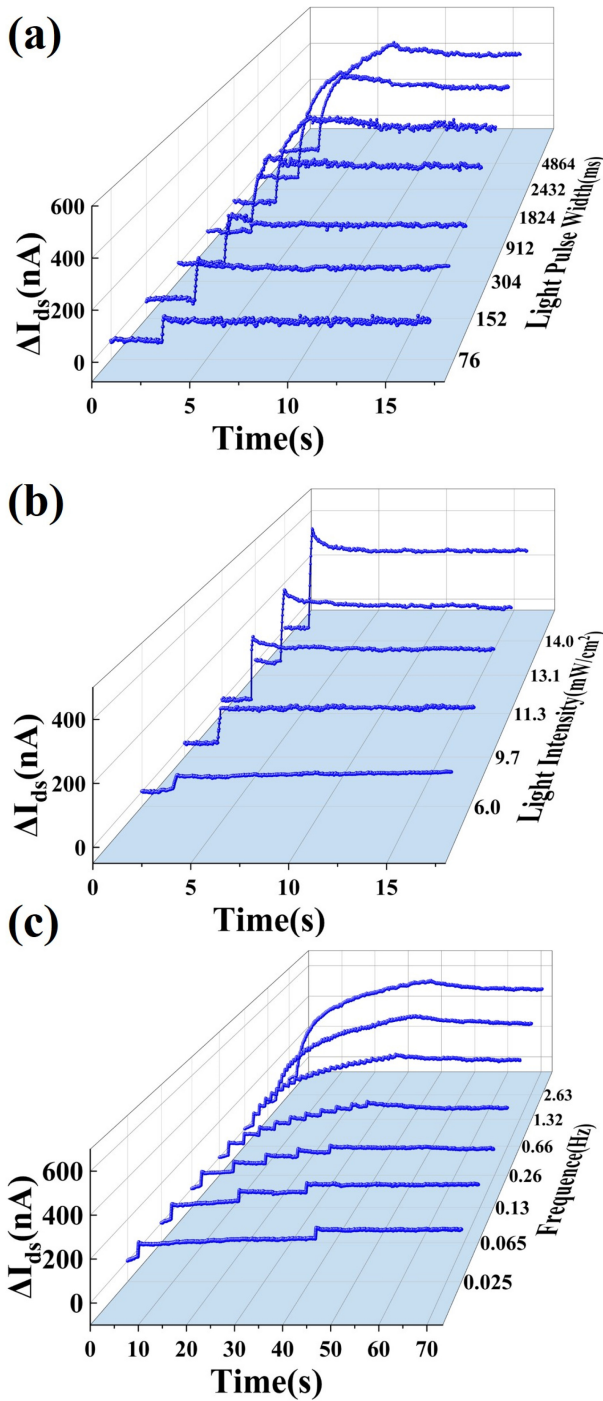 (a)
600
400
200
0
ΔI_ds(nA)
0
5
10
15
Time(s)
4864
2432
1824
912
304
152
76
Light Pulse Width(ms)
(b)
400
200
0
ΔI_ds(nA)
0
5
10
15
Time(s)
14.0
13.1
11.3
9.7
6.0
Light Intensity(mW/cm²)
(c)
600
400
200
0
ΔI_ds(nA)
0 10 20 30 40 50 60 70
Time(s)
2.63
1.32
0.66
0.26
0.13
0.065
0.025
Frequence(Hz)